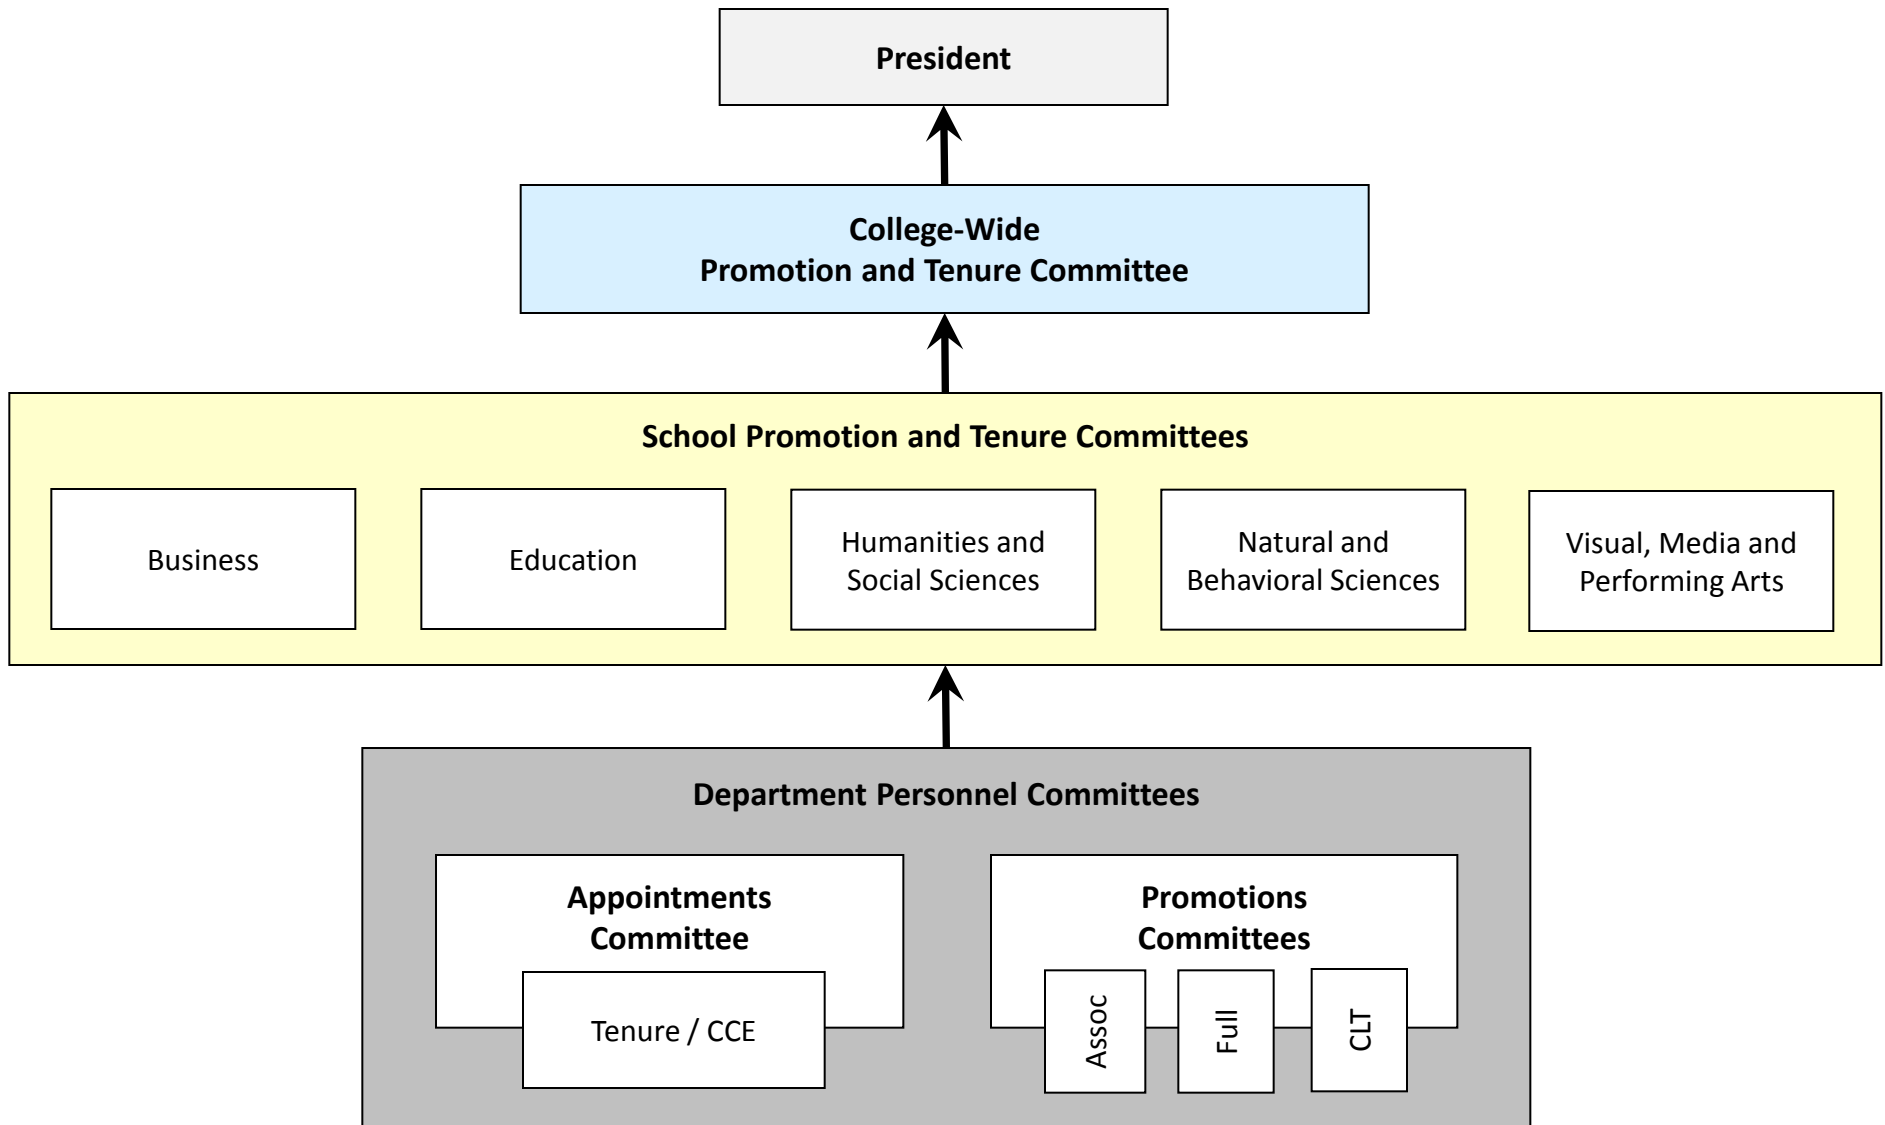 President
College-Wide
Promotion and Tenure Committee
School Promotion and Tenure Committees
Business
Education
Humanities and
Social Sciences
Natural and
Behavioral Sciences
Visual, Media and
Performing Arts
Department Personnel Committees
Appointments
Committee
Tenure / CCE
Promotions
Committees
Assoc
Full
CLT